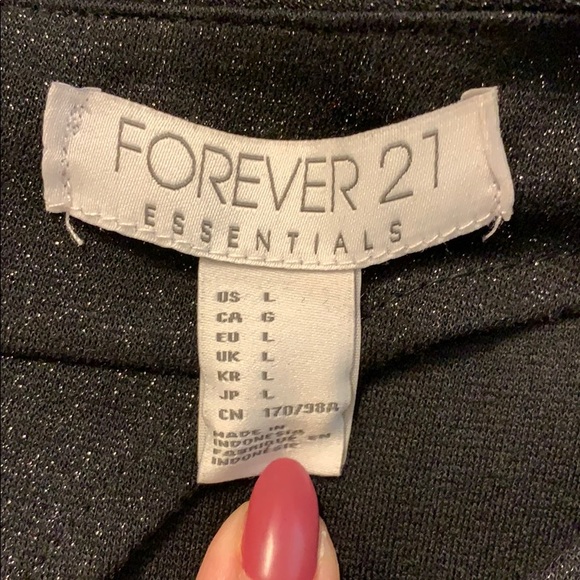 FOREVER 21
ESSENTIALS
US L
CA G
EU L
UK L
KR L
JP L
CN 170/98A
MADE IN
INDONESIA
FABRIQUÉ EN
INDONÉSIE